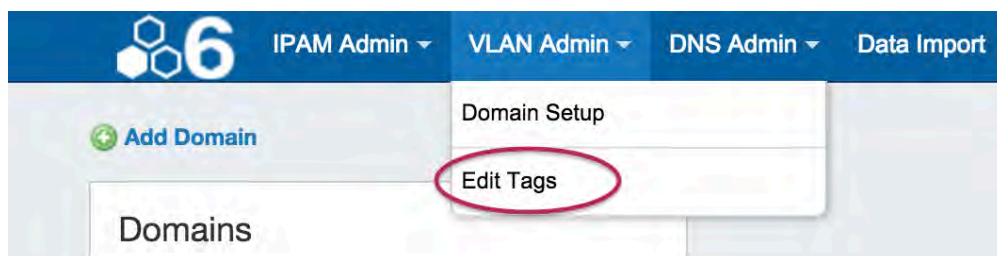 6 IPAM Admin VLAN Admin DNS Admin Data Import
Domain Setup
Add Domain
Edit Tags
Domains